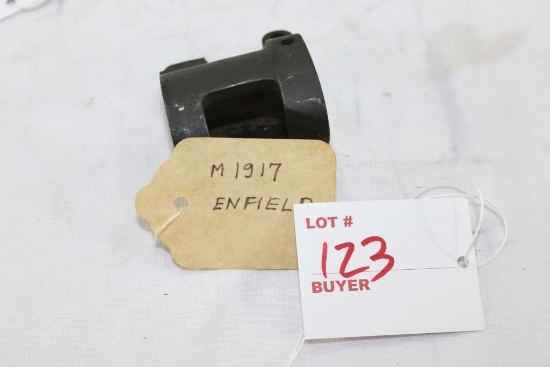 M1917
ENFIELD
LOT #
123
BUYER